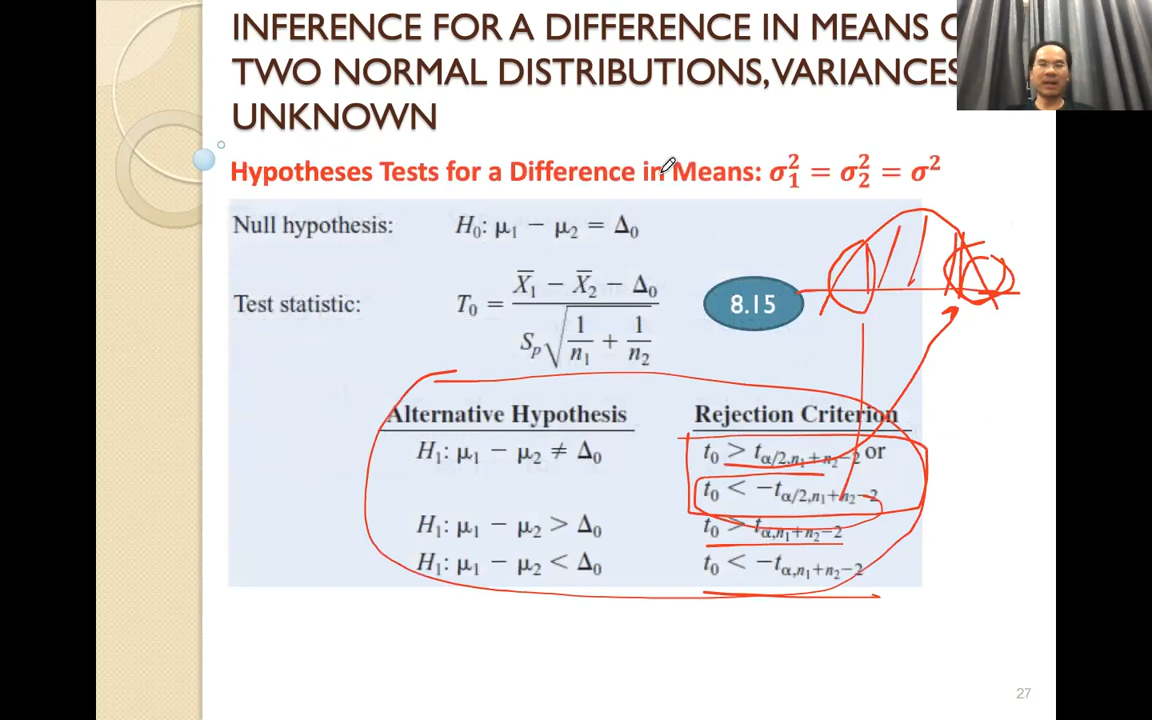 INFERENCE FOR A DIFFERENCE IN MEANS
TWO NORMAL DISTRIBUTIONS, VARIANCES
UNKNOWN
Hypotheses Tests for a Difference in Means: σ₁² = σ₂² = σ²
Null hypothesis: H₀: μ₁ − μ₂ = Δ₀
Test statistic: T₀ = (X̄₁ − X̄₂ − Δ₀) / (Sₚ√(1/n₁ + 1/n₂))
8.15
Alternative Hypothesis Rejection Criterion
H₁: μ₁ − μ₂ ≠ Δ₀ t₀ > t_{α/2,n₁+n₂−2} or
t₀ < −t_{α/2,n₁+n₂−2}
H₁: μ₁ − μ₂ > Δ₀ t₀ > t_{α,n₁+n₂−2}
H₁: μ₁ − μ₂ < Δ₀ t₀ < −t_{α,n₁+n₂−2}
27